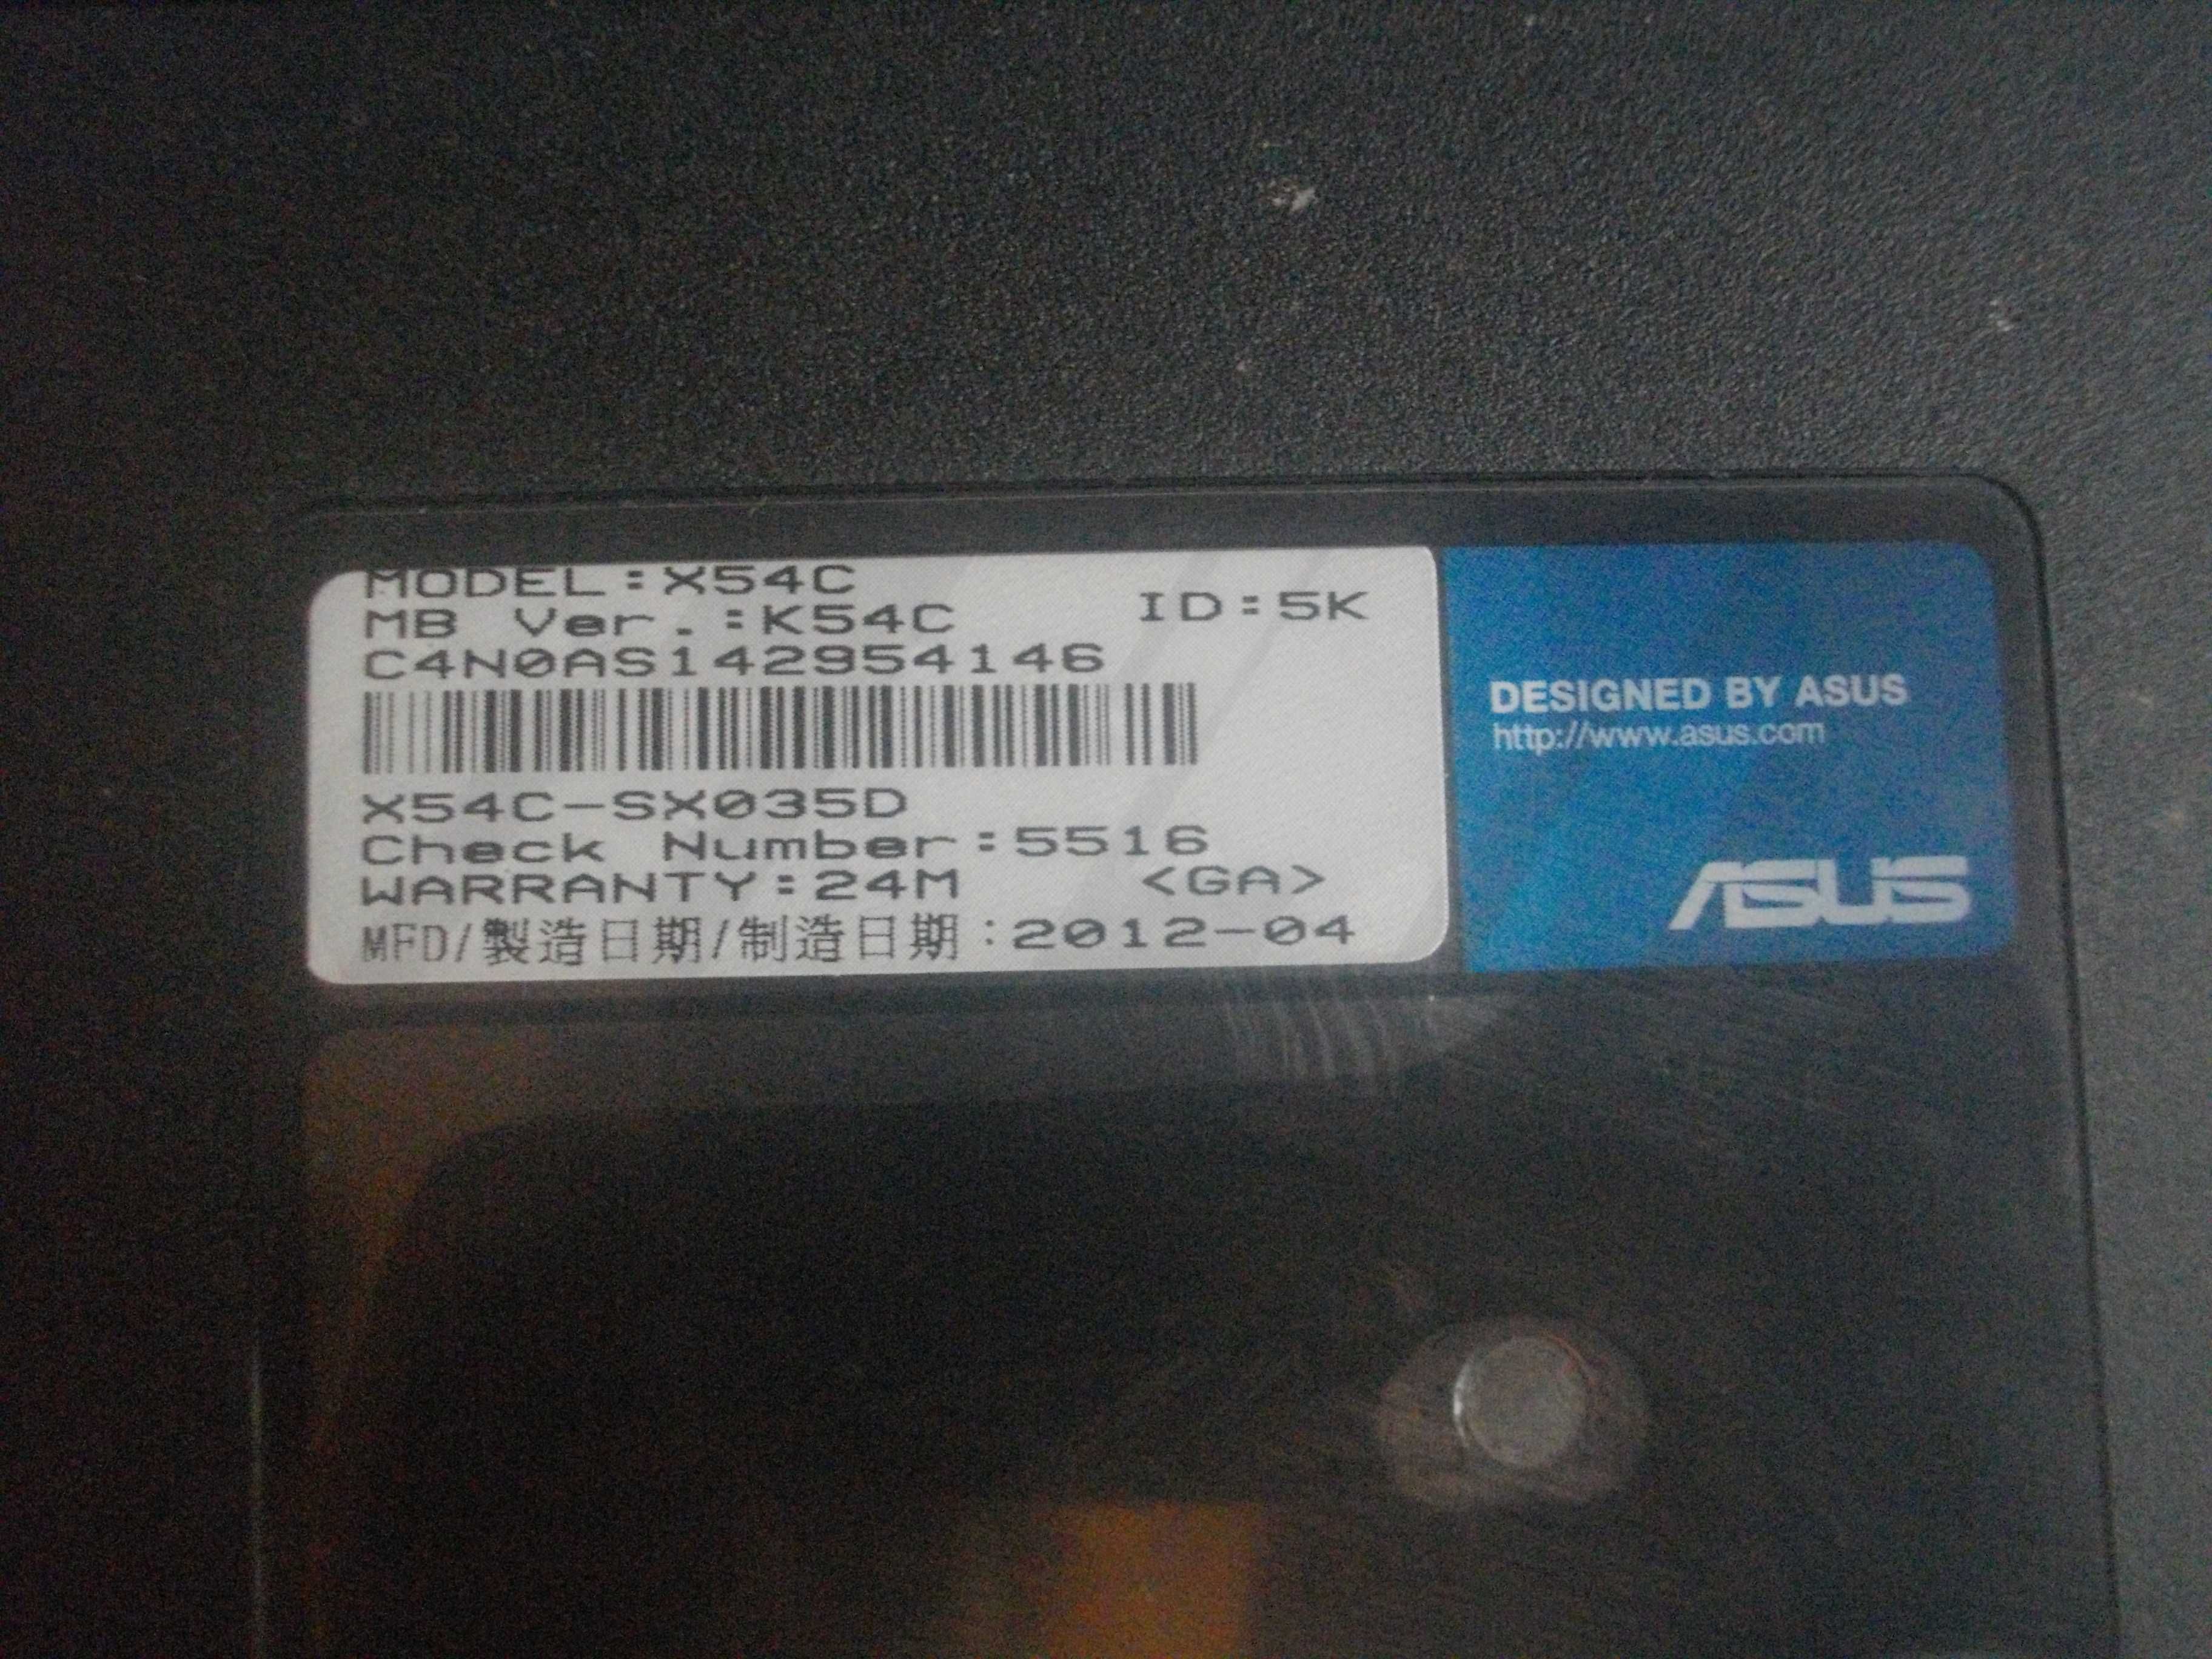 MODEL:X54C
MB Ver.:K54C ID:5K
C4N0AS142954146
X54C-SX035D
Check Number:5516
WARRANTY:24M <GA>
MFD/製造日期/制造日期:2012-04
DESIGNED BY ASUS
http://www.asus.com
ASUS